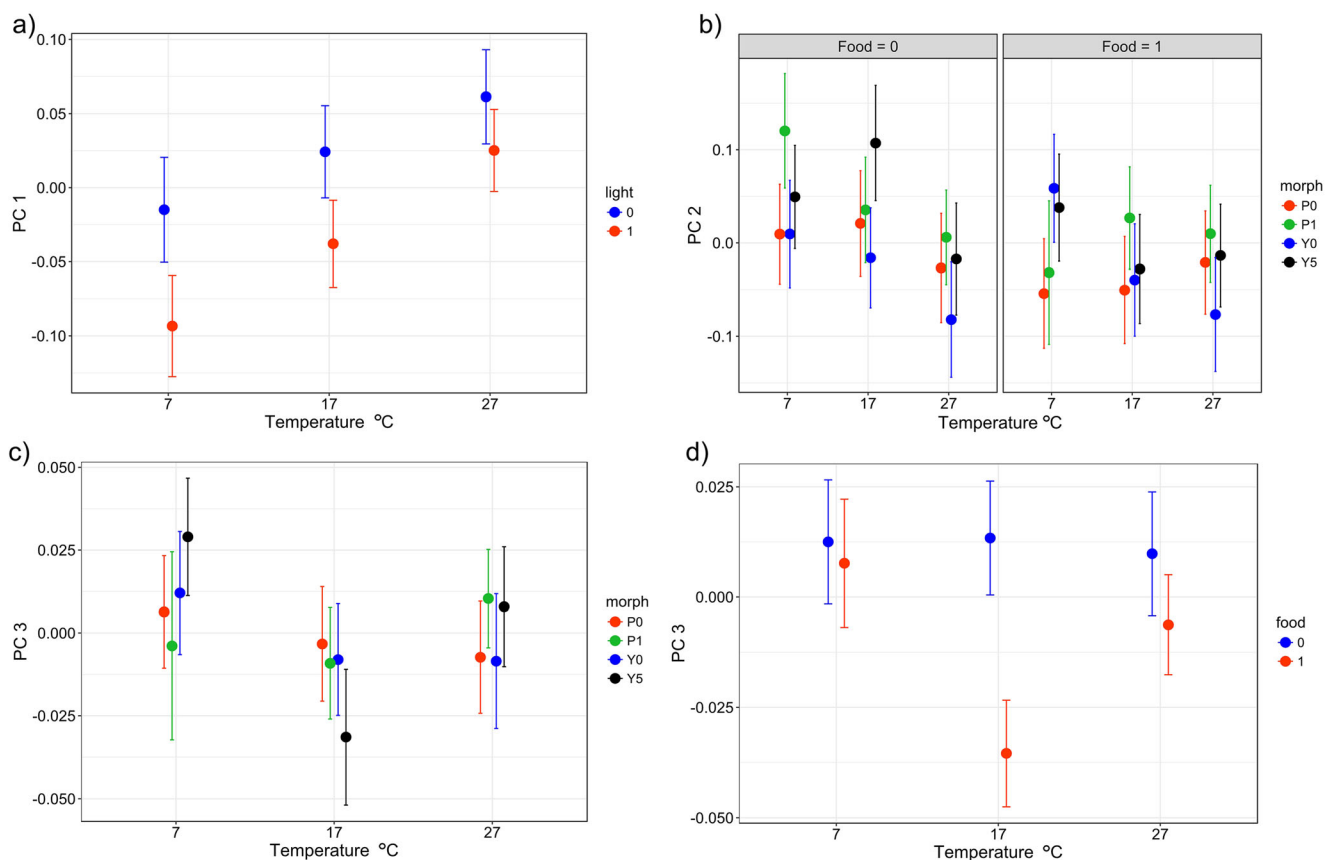 a)
0.10
0.05
0.00
-0.05
-0.10
PC 1
7 17 27
Temperature ºC
light
0
1
b)
Food = 0 Food = 1
0.1
0.0
-0.1
PC 2
7 17 27 7 17 27
Temperature ºC
morph
P0
P1
Y0
Y5
c)
0.050
0.025
0.000
-0.025
-0.050
PC 3
7 17 27
Temperature ºC
morph
P0
P1
Y0
Y5
d)
0.025
0.000
-0.025
-0.050
PC 3
7 17 27
Temperature ºC
food
0
1